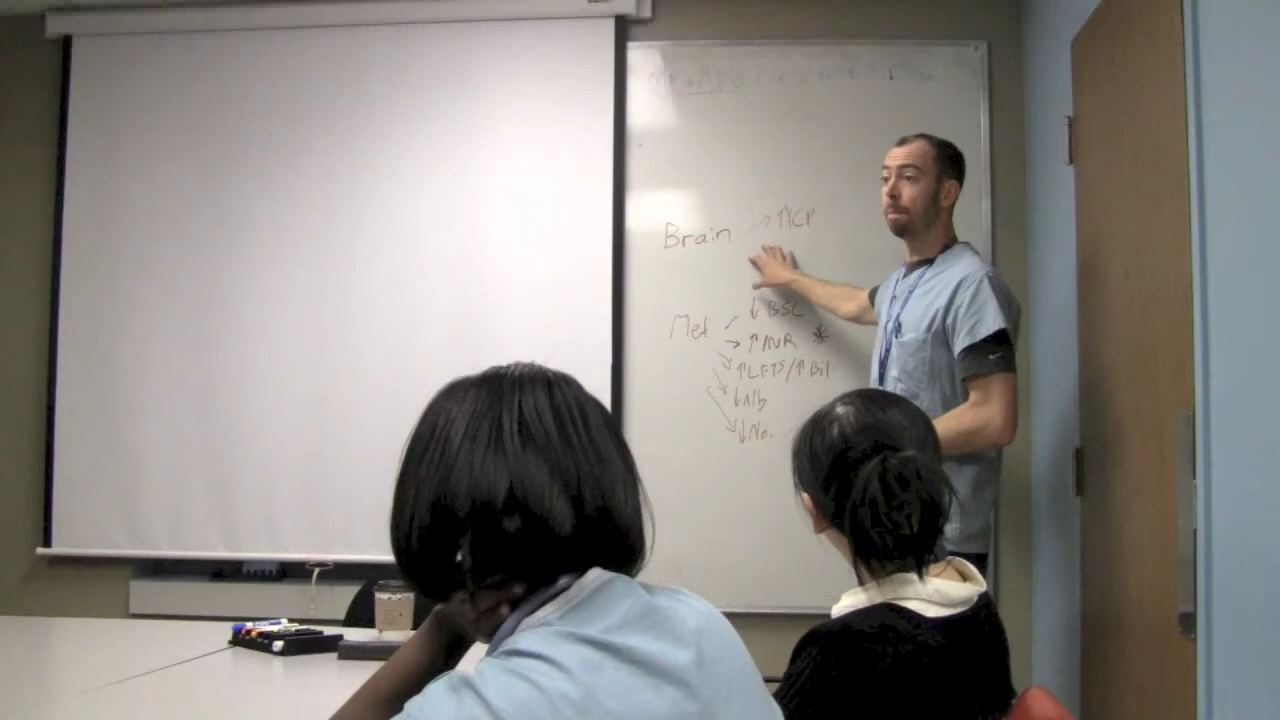 Brain → ↑ICP
Met ↓ BSL
→ ↑INR *
↑LFTS/↑Bil
↓Alb
↓Na